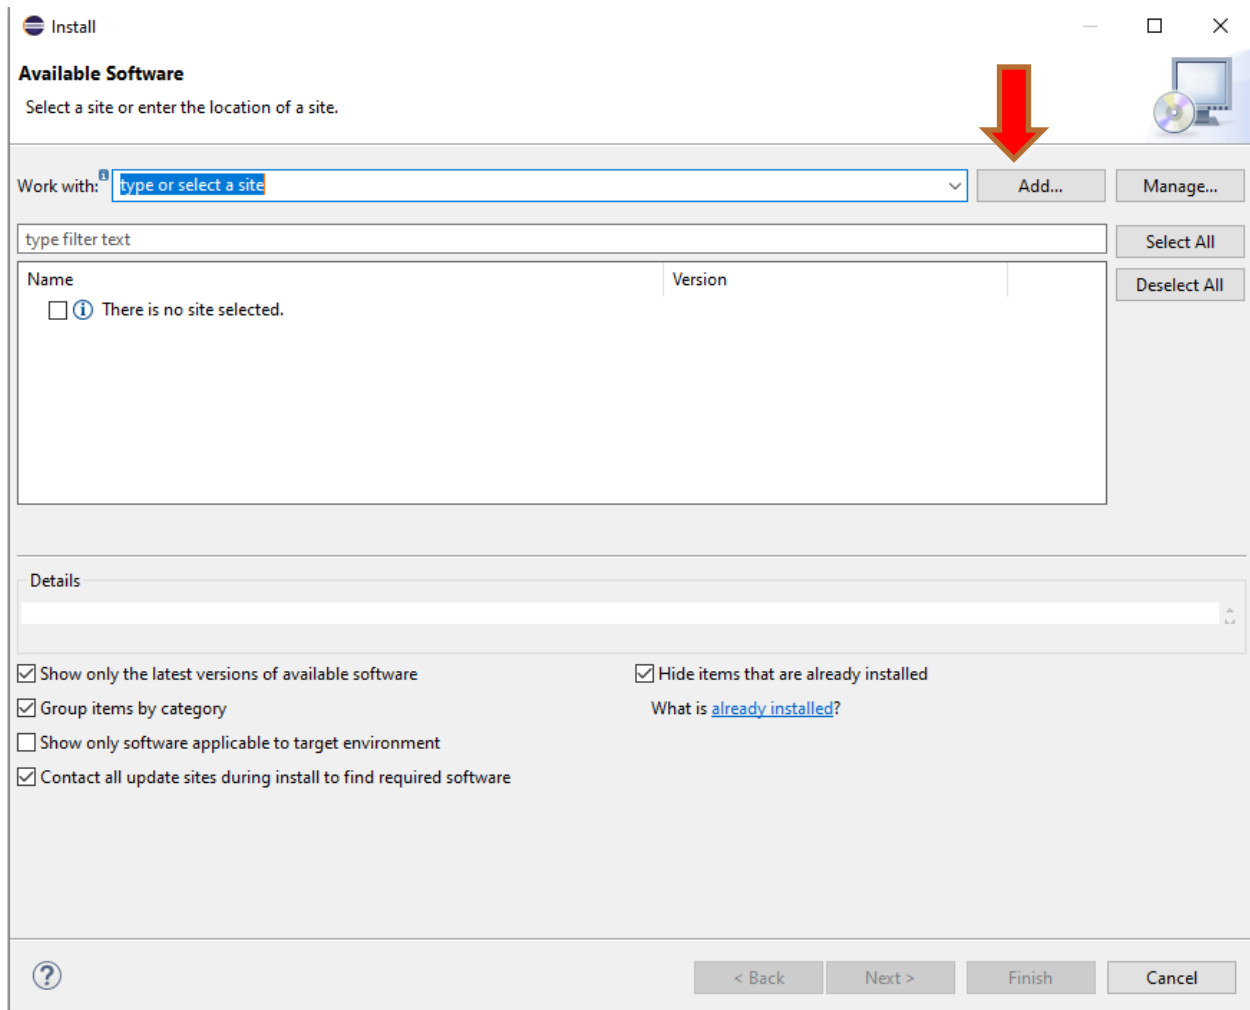 Install
Available Software
Select a site or enter the location of a site.
Work with: type or select a site Add... Manage...
type filter text Select All
Name Version Deselect All
There is no site selected.
Details
Show only the latest versions of available software Hide items that are already installed
Group items by category What is already installed?
Show only software applicable to target environment
Contact all update sites during install to find required software
< Back Next > Finish Cancel